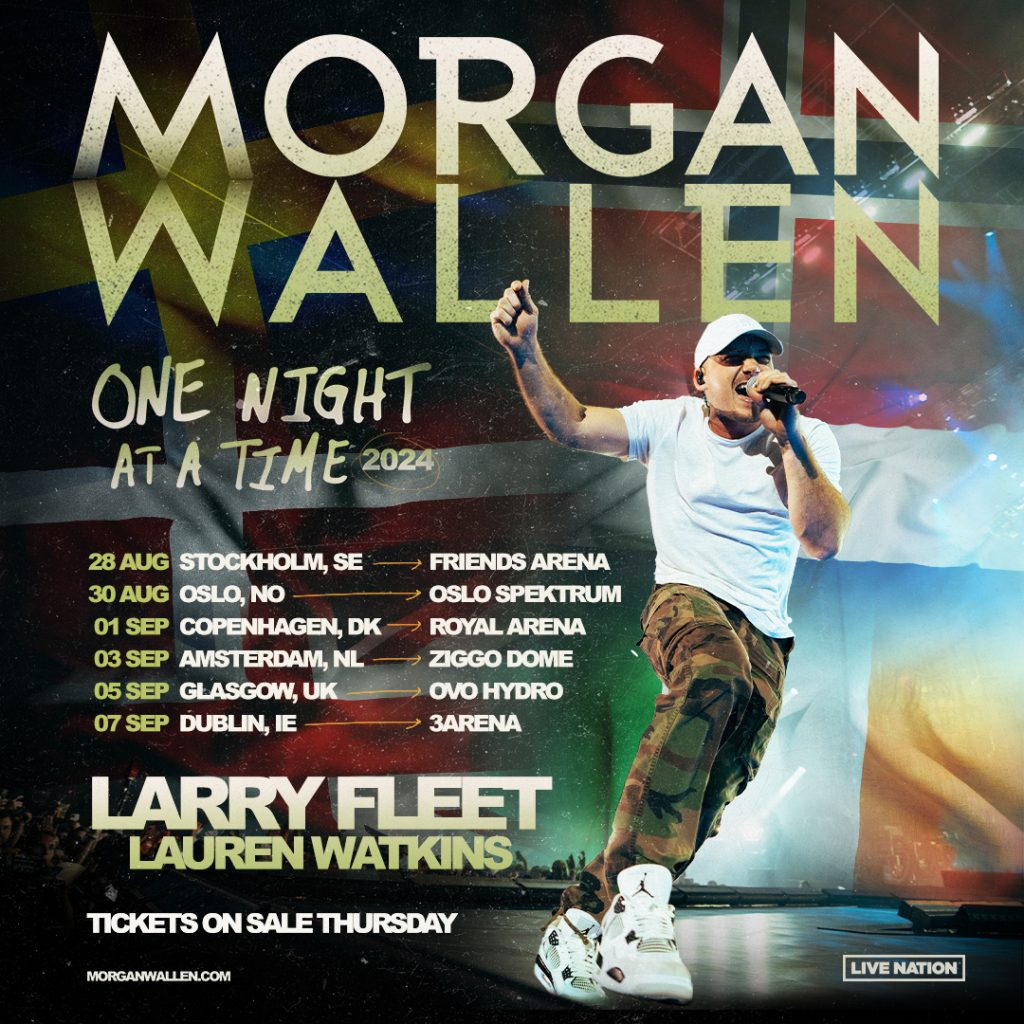 MORGAN
WALLEN
ONE NIGHT
AT A TIME 2024
28 AUG STOCKHOLM, SE → FRIENDS ARENA
30 AUG OSLO, NO → OSLO SPEKTRUM
01 SEP COPENHAGEN, DK → ROYAL ARENA
03 SEP AMSTERDAM, NL → ZIGGO DOME
05 SEP GLASGOW, UK → OVO HYDRO
07 SEP DUBLIN, IE → 3ARENA
LARRY FLEET
LAUREN WATKINS
TICKETS ON SALE THURSDAY
MORGANWALLEN.COM
LIVE NATION